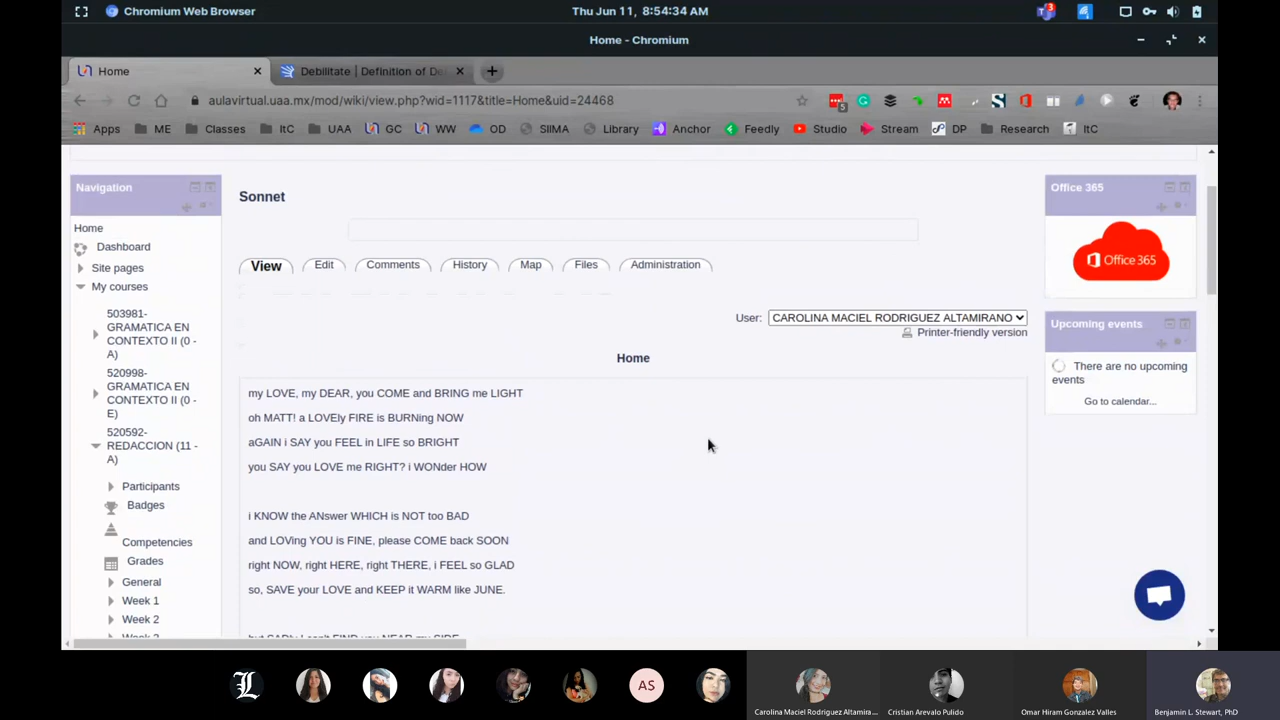 Chromium Web Browser
Thu Jun 11, 8:54:34 AM
3
Home - Chromium
Home
Debilitate | Definition of De
aulavirtual.uaa.mx/mod/wiki/view.php?wid=1117&title=Home&uid=24468
5
Apps ME Classes ItC UAA GC WW OD SIIMA Library Anchor Feedly Studio Stream DP Research ItC
Navigation
Home
Dashboard
Site pages
My courses
503981-
GRAMATICA EN
CONTEXTO II (0 -
A)
520998-
GRAMATICA EN
CONTEXTO II (0 -
E)
520592-
REDACCION (11 -
A)
Participants
Badges
Competencies
Grades
General
Week 1
Week 2
Sonnet
View Edit Comments History Map Files Administration
User: CAROLINA MACIEL RODRIGUEZ ALTAMIRANO
Printer-friendly version
Home
my LOVE, my DEAR, you COME and BRING me LIGHT
oh MATT! a LOVEly FIRE is BURNing NOW
aGAIN i SAY you FEEL in LIFE so BRIGHT
you SAY you LOVE me RIGHT? i WONder HOW
i KNOW the ANswer WHICH is NOT too BAD
and LOVing YOU is FINE, please COME back SOON
right NOW, right HERE, right THERE, i FEEL so GLAD
so, SAVE your LOVE and KEEP it WARM like JUNE.
Office 365
Office 365
Upcoming events
There are no upcoming
events
Go to calendar...
L
AS
Carolina Maciel Rodriguez Altamira...
Cristian Arevalo Pulido
Omar Hiram Gonzalez Valles
Benjamin L. Stewart, PhD